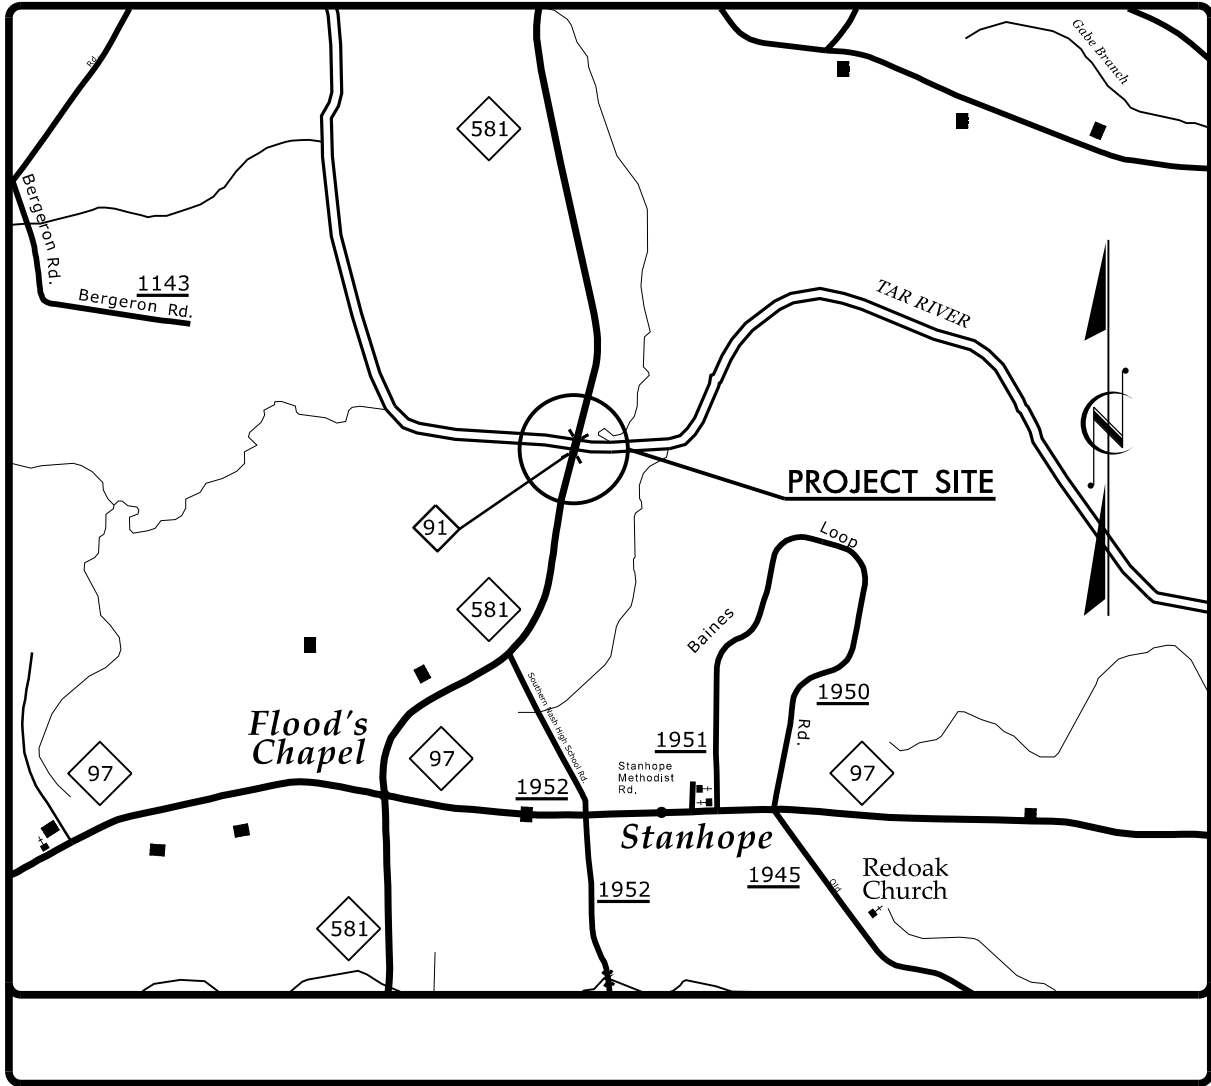 Gabe Branch
Rd.
581
Bergeron Rd.
1143
Bergeron Rd.
TAR RIVER
N
PROJECT SITE
91
Loop
581
Baines
Southern Nash High School Rd.
1950
Flood's
Chapel
Rd.
1951
97
97
97
Stanhope
Methodist
Rd.
1952
Stanhope
Redoak
Church
1945
Old
1952
581